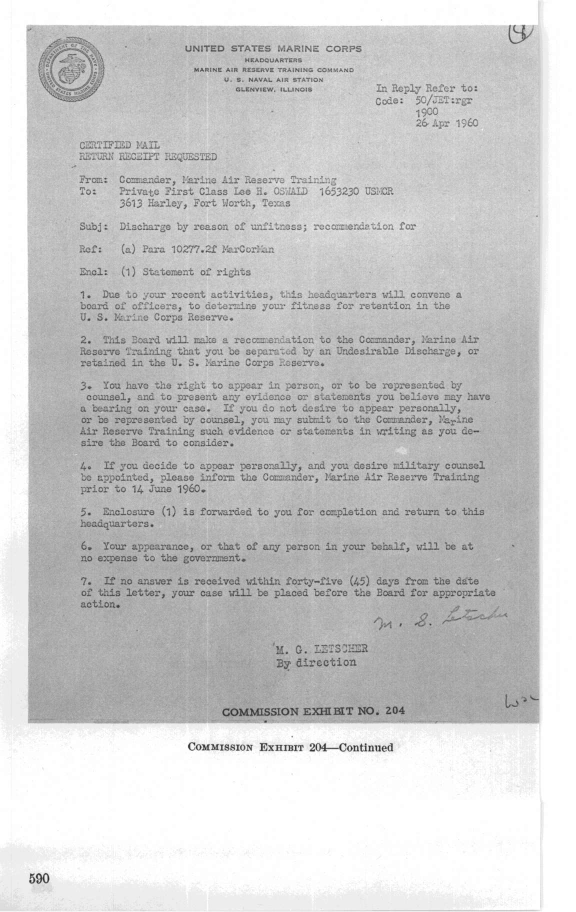 (8)
UNITED STATES MARINE CORPS
HEADQUARTERS
MARINE AIR RESERVE TRAINING COMMAND
U. S. NAVAL AIR STATION
GLENVIEW, ILLINOIS
In Reply Refer to:
Code: 50/JET:rgr
1900
26 Apr 1960
CERTIFIED MAIL
RETURN RECEIPT REQUESTED
From: Commander, Marine Air Reserve Training
To: Private First Class Lee H. OSWALD 1653230 USMCR
3613 Harley, Fort Worth, Texas
Subj: Discharge by reason of unfitness; recommendation for
Ref: (a) Para 10277.2f MarCorMan
Encl: (1) Statement of rights
1. Due to your recent activities, this headquarters will convene a
board of officers, to determine your fitness for retention in the
U. S. Marine Corps Reserve.
2. This Board will make a recommendation to the Commander, Marine Air
Reserve Training that you be separated by an Undesirable Discharge, or
retained in the U. S. Marine Corps Reserve.
3. You have the right to appear in person, or to be represented by
counsel, and to present any evidence or statements you believe may have
a bearing on your case. If you do not desire to appear personally,
or be represented by counsel, you may submit to the Commander, Marine
Air Reserve Training such evidence or statements in writing as you de-
sire the Board to consider.
4. If you decide to appear personally, and you desire military counsel
be appointed, please inform the Commander, Marine Air Reserve Training
prior to 14 June 1960.
5. Enclosure (1) is forwarded to you for completion and return to this
headquarters.
6. Your appearance, or that of any person in your behalf, will be at
no expense to the government.
7. If no answer is received within forty-five (45) days from the date
of this letter, your case will be placed before the Board for appropriate
action.
M. G. Letscher
M. G. LETSCHER
By direction
COMMISSION EXHIBIT NO. 204
COMMISSION EXHIBIT 204—Continued
590